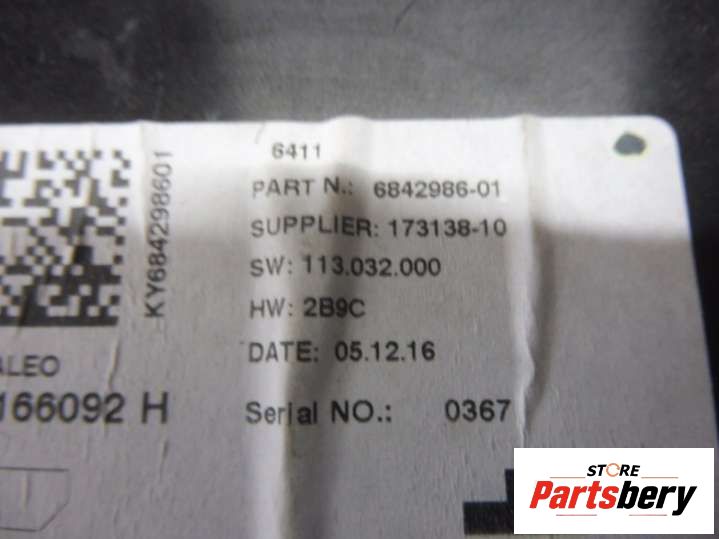 6411
PART N.: 6842986-01
SUPPLIER: 173138-10
SW: 113.032.000
HW: 2B9C
DATE: 05.12.16
Serial NO.: 0367
KY684298601
ALEO
166092 H
STORE
Partsbery